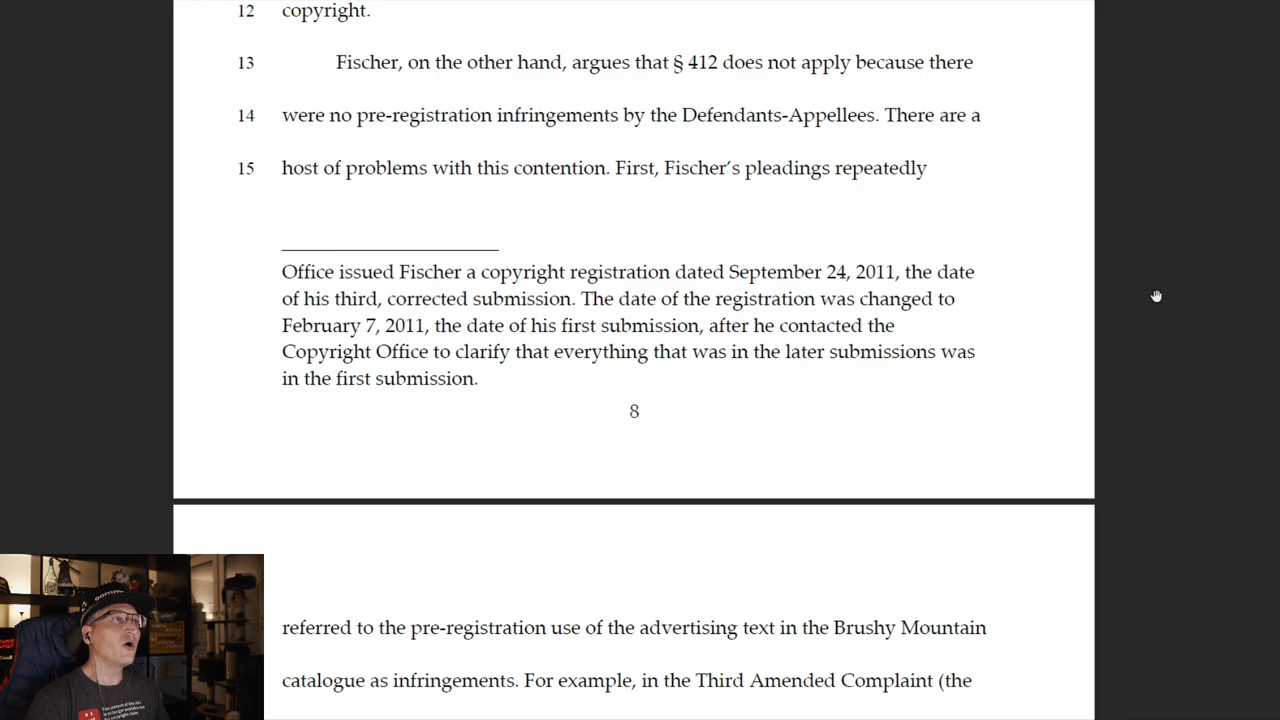 12 copyright.
13 Fischer, on the other hand, argues that § 412 does not apply because there
14 were no pre-registration infringements by the Defendants-Appellees. There are a
15 host of problems with this contention. First, Fischer's pleadings repeatedly
Office issued Fischer a copyright registration dated September 24, 2011, the date
of his third, corrected submission. The date of the registration was changed to
February 7, 2011, the date of his first submission, after he contacted the
Copyright Office to clarify that everything that was in the later submissions was
in the first submission.
8
referred to the pre-registration use of the advertising text in the Brushy Mountain
catalogue as infringements. For example, in the Third Amended Complaint (the